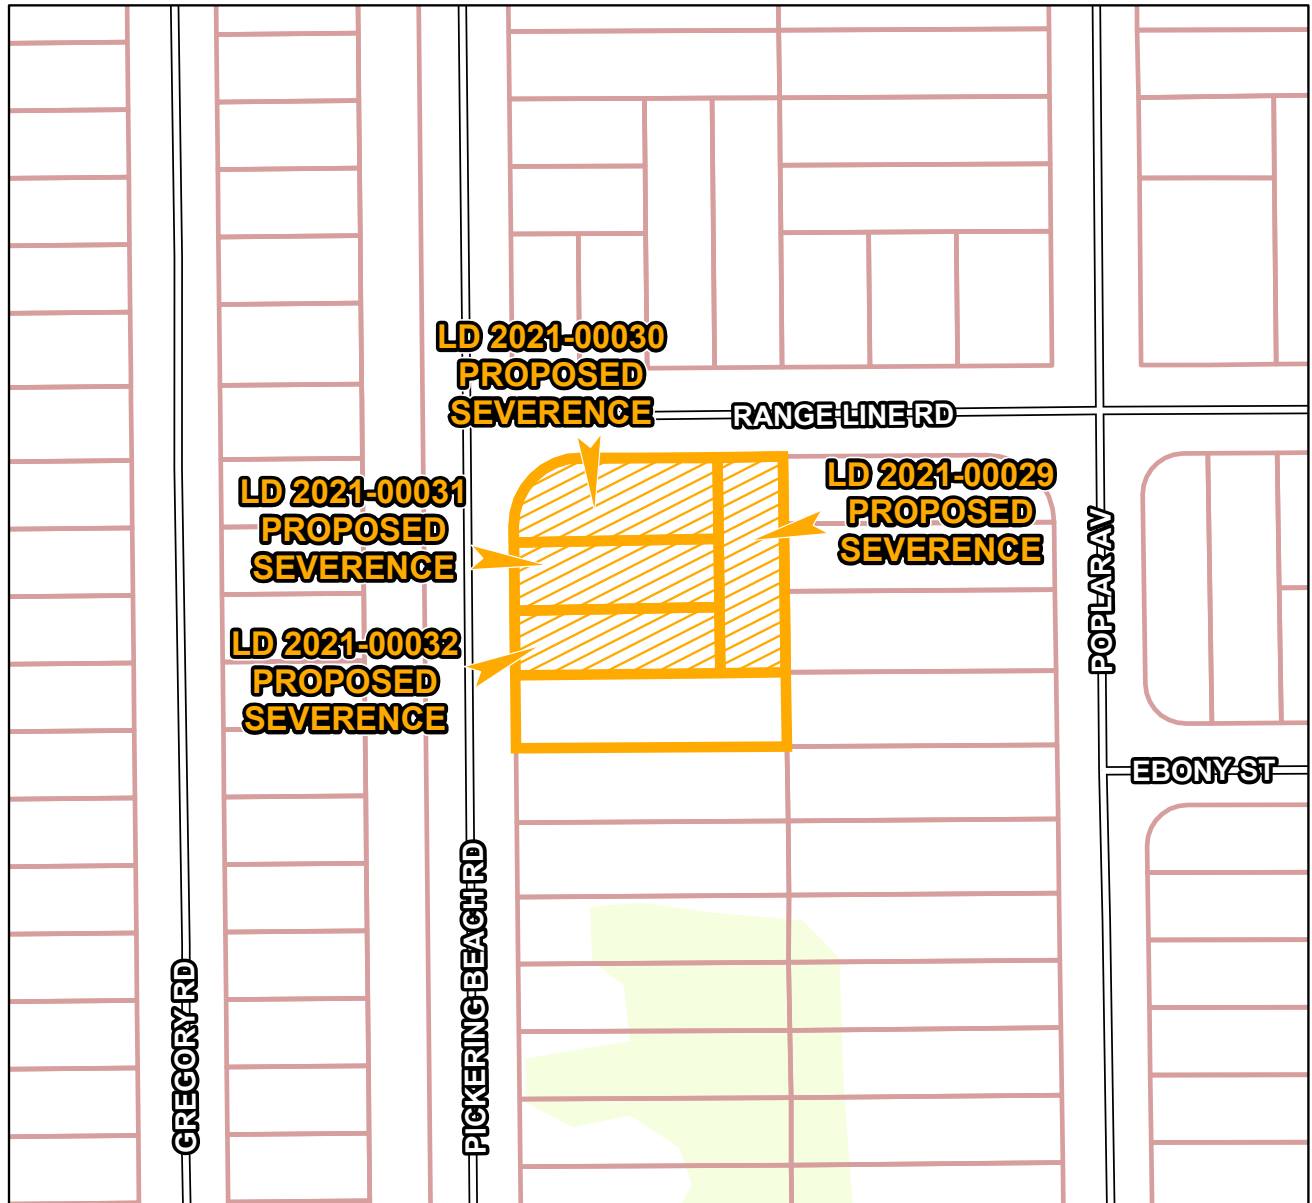 LD 2021-00030
PROPOSED
SEVERENCE
RANGE LINE RD
LD 2021-00031
PROPOSED
SEVERENCE
LD 2021-00029
PROPOSED
SEVERENCE
LD 2021-00032
PROPOSED
SEVERENCE
POPLAR AV
EBONY ST
PICKERING BEACH RD
GREGORY RD